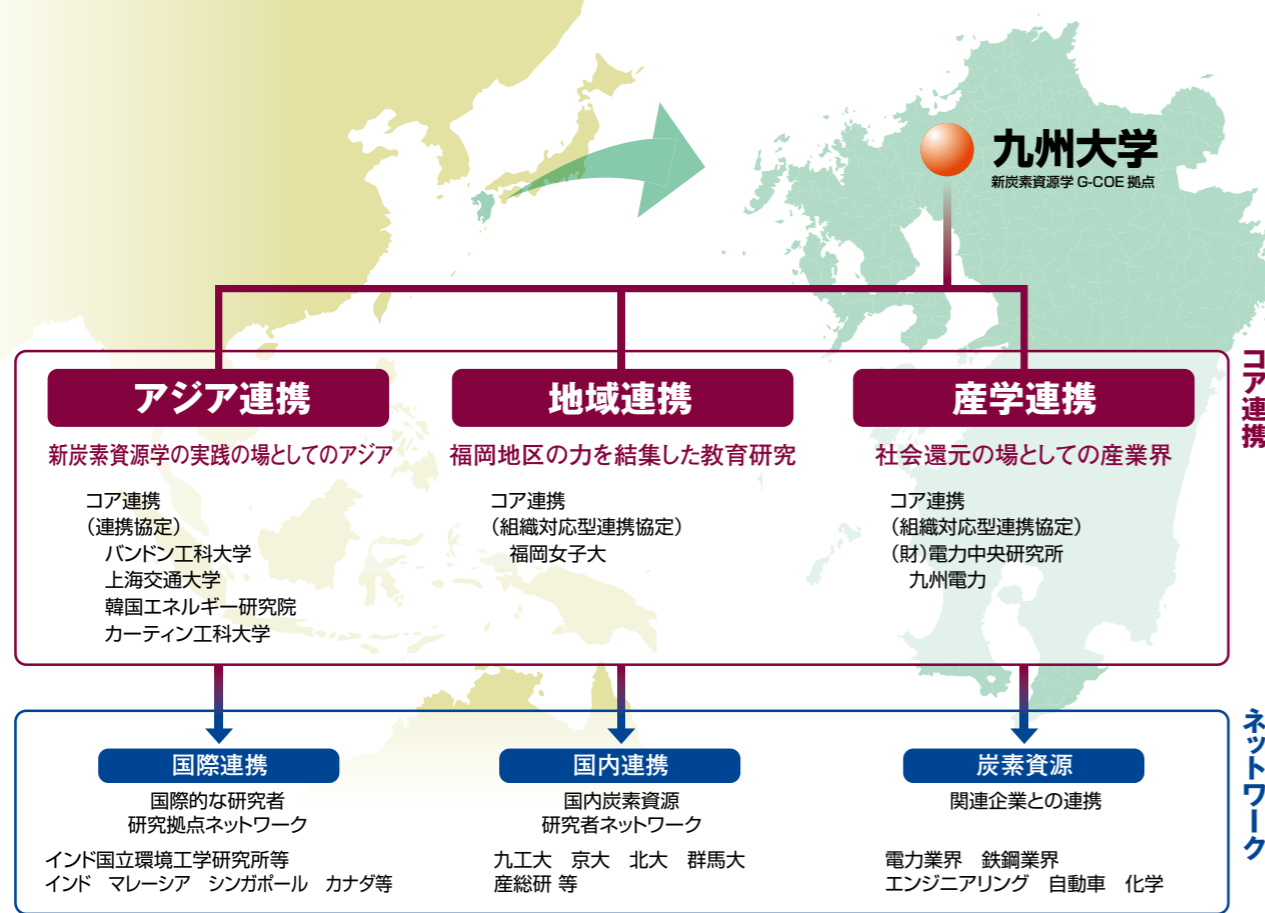 九州大学
新炭素資源学 G-COE 拠点
コア連携
アジア連携
新炭素資源学の実践の場としてのアジア
コア連携
(連携協定)
バンドン工科大学
上海交通大学
韓国エネルギー研究院
カーティン工科大学
地域連携
福岡地区の力を結集した教育研究
コア連携
(組織対応型連携協定)
福岡女子大
産学連携
社会還元の場としての産業界
コア連携
(組織対応型連携協定)
(財)電力中央研究所
九州電力
ネットワーク
国際連携
国際的な研究者
研究拠点ネットワーク
インド国立環境工学研究所等
インド マレーシア シンガポール カナダ等
国内連携
国内炭素資源
研究者ネットワーク
九工大 京大 北大 群馬大
産総研 等
炭素資源
関連企業との連携
電力業界 鉄鋼業界
エンジニアリング 自動車 化学